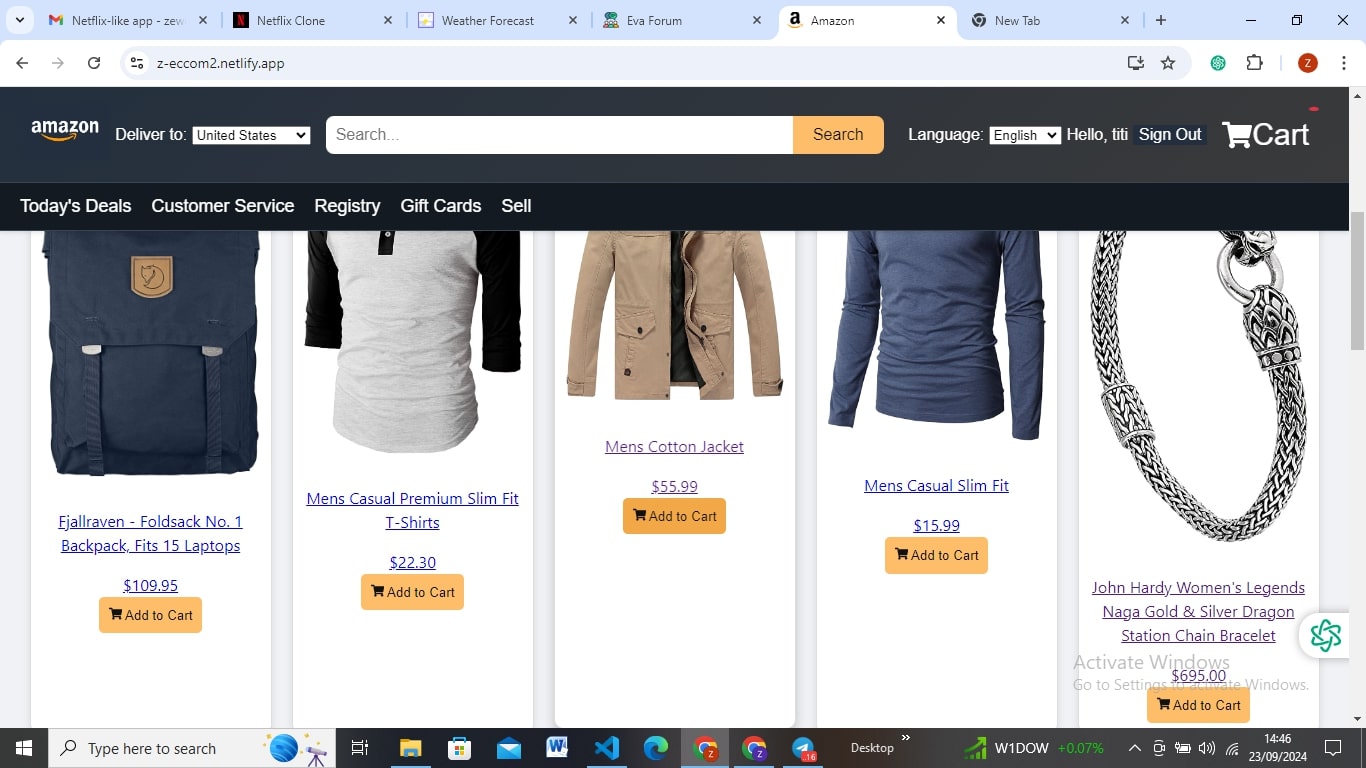 Netflix-like app - zew
Netflix Clone
Weather Forecast
Eva Forum
Amazon
New Tab
z-eccom2.netlify.app
Z
amazon
Deliver to: United States
Search...
Search
Language: English
Hello, titi
Sign Out
Cart
Today's Deals
Customer Service
Registry
Gift Cards
Sell
Fjallraven - Foldsack No. 1
Backpack, Fits 15 Laptops
$109.95
Add to Cart
Mens Casual Premium Slim Fit
T-Shirts
$22.30
Add to Cart
Mens Cotton Jacket
$55.99
Add to Cart
Mens Casual Slim Fit
$15.99
Add to Cart
John Hardy Women's Legends
Naga Gold & Silver Dragon
Station Chain Bracelet
$695.00
Add to Cart
Activate Windows
Go to Settings to activate Windows.
Type here to search
Desktop
W1DOW +0.07%
14:46
23/09/2024